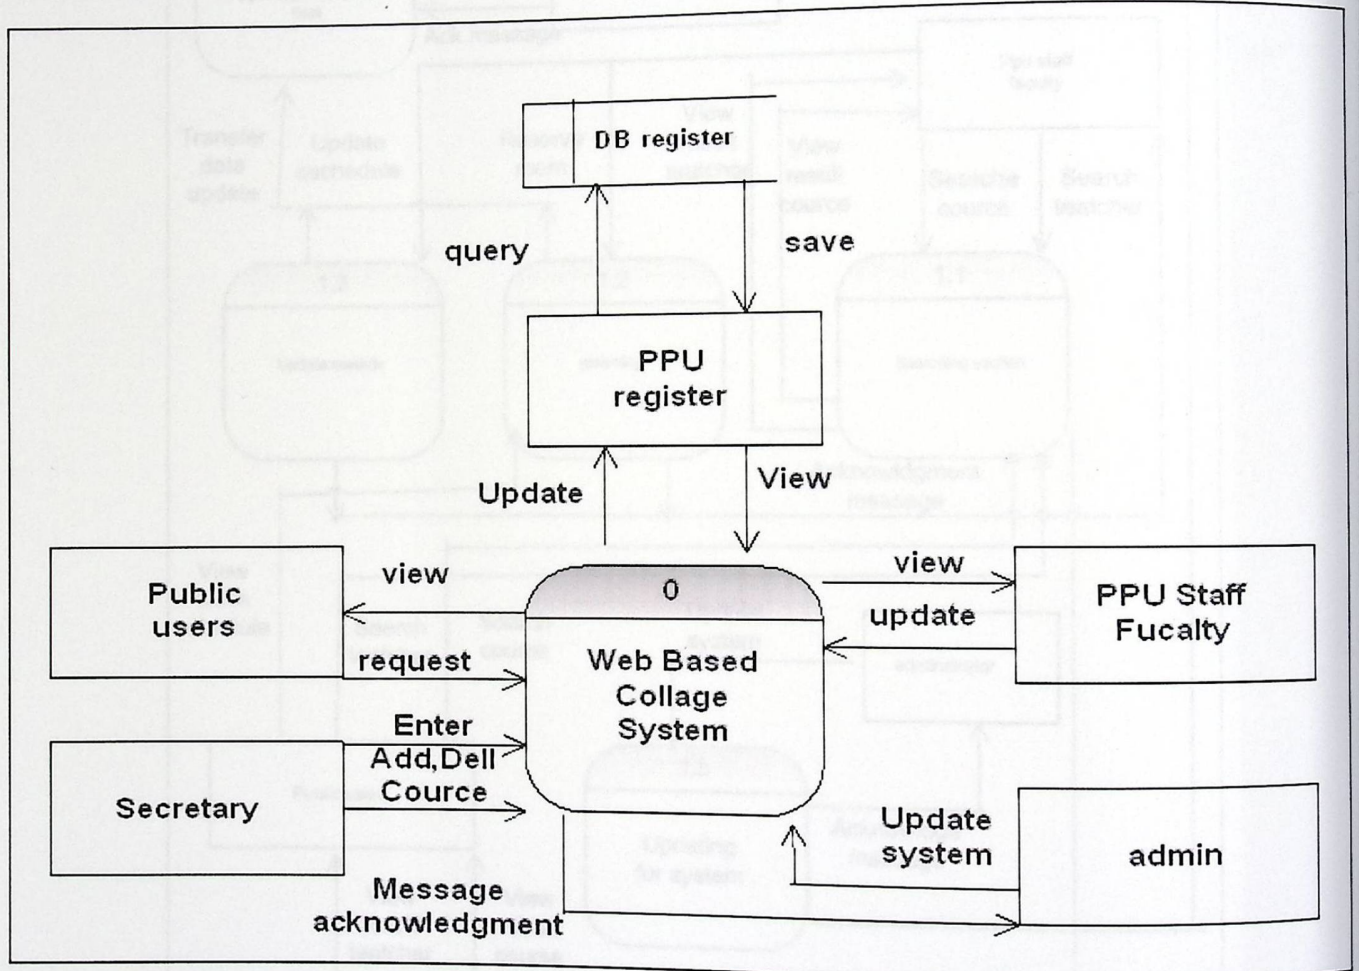 DB register
query
save
PPU
register
Update
View
Public
users
view
request
0
Web Based
Collage
System
view
update
PPU Staff
Fucalty
Secretary
Enter
Add,Dell
Cource
Update
system
admin
Message
acknowledgment